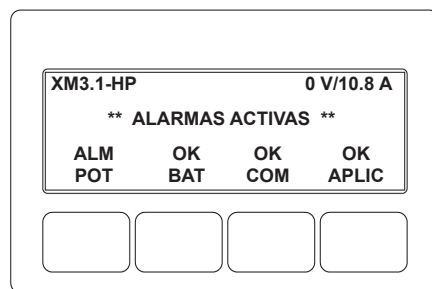 XM3.1-HP 0 V/10.8 A
** ALARMAS ACTIVAS **
ALM OK OK OK
POT BAT COM APLIC